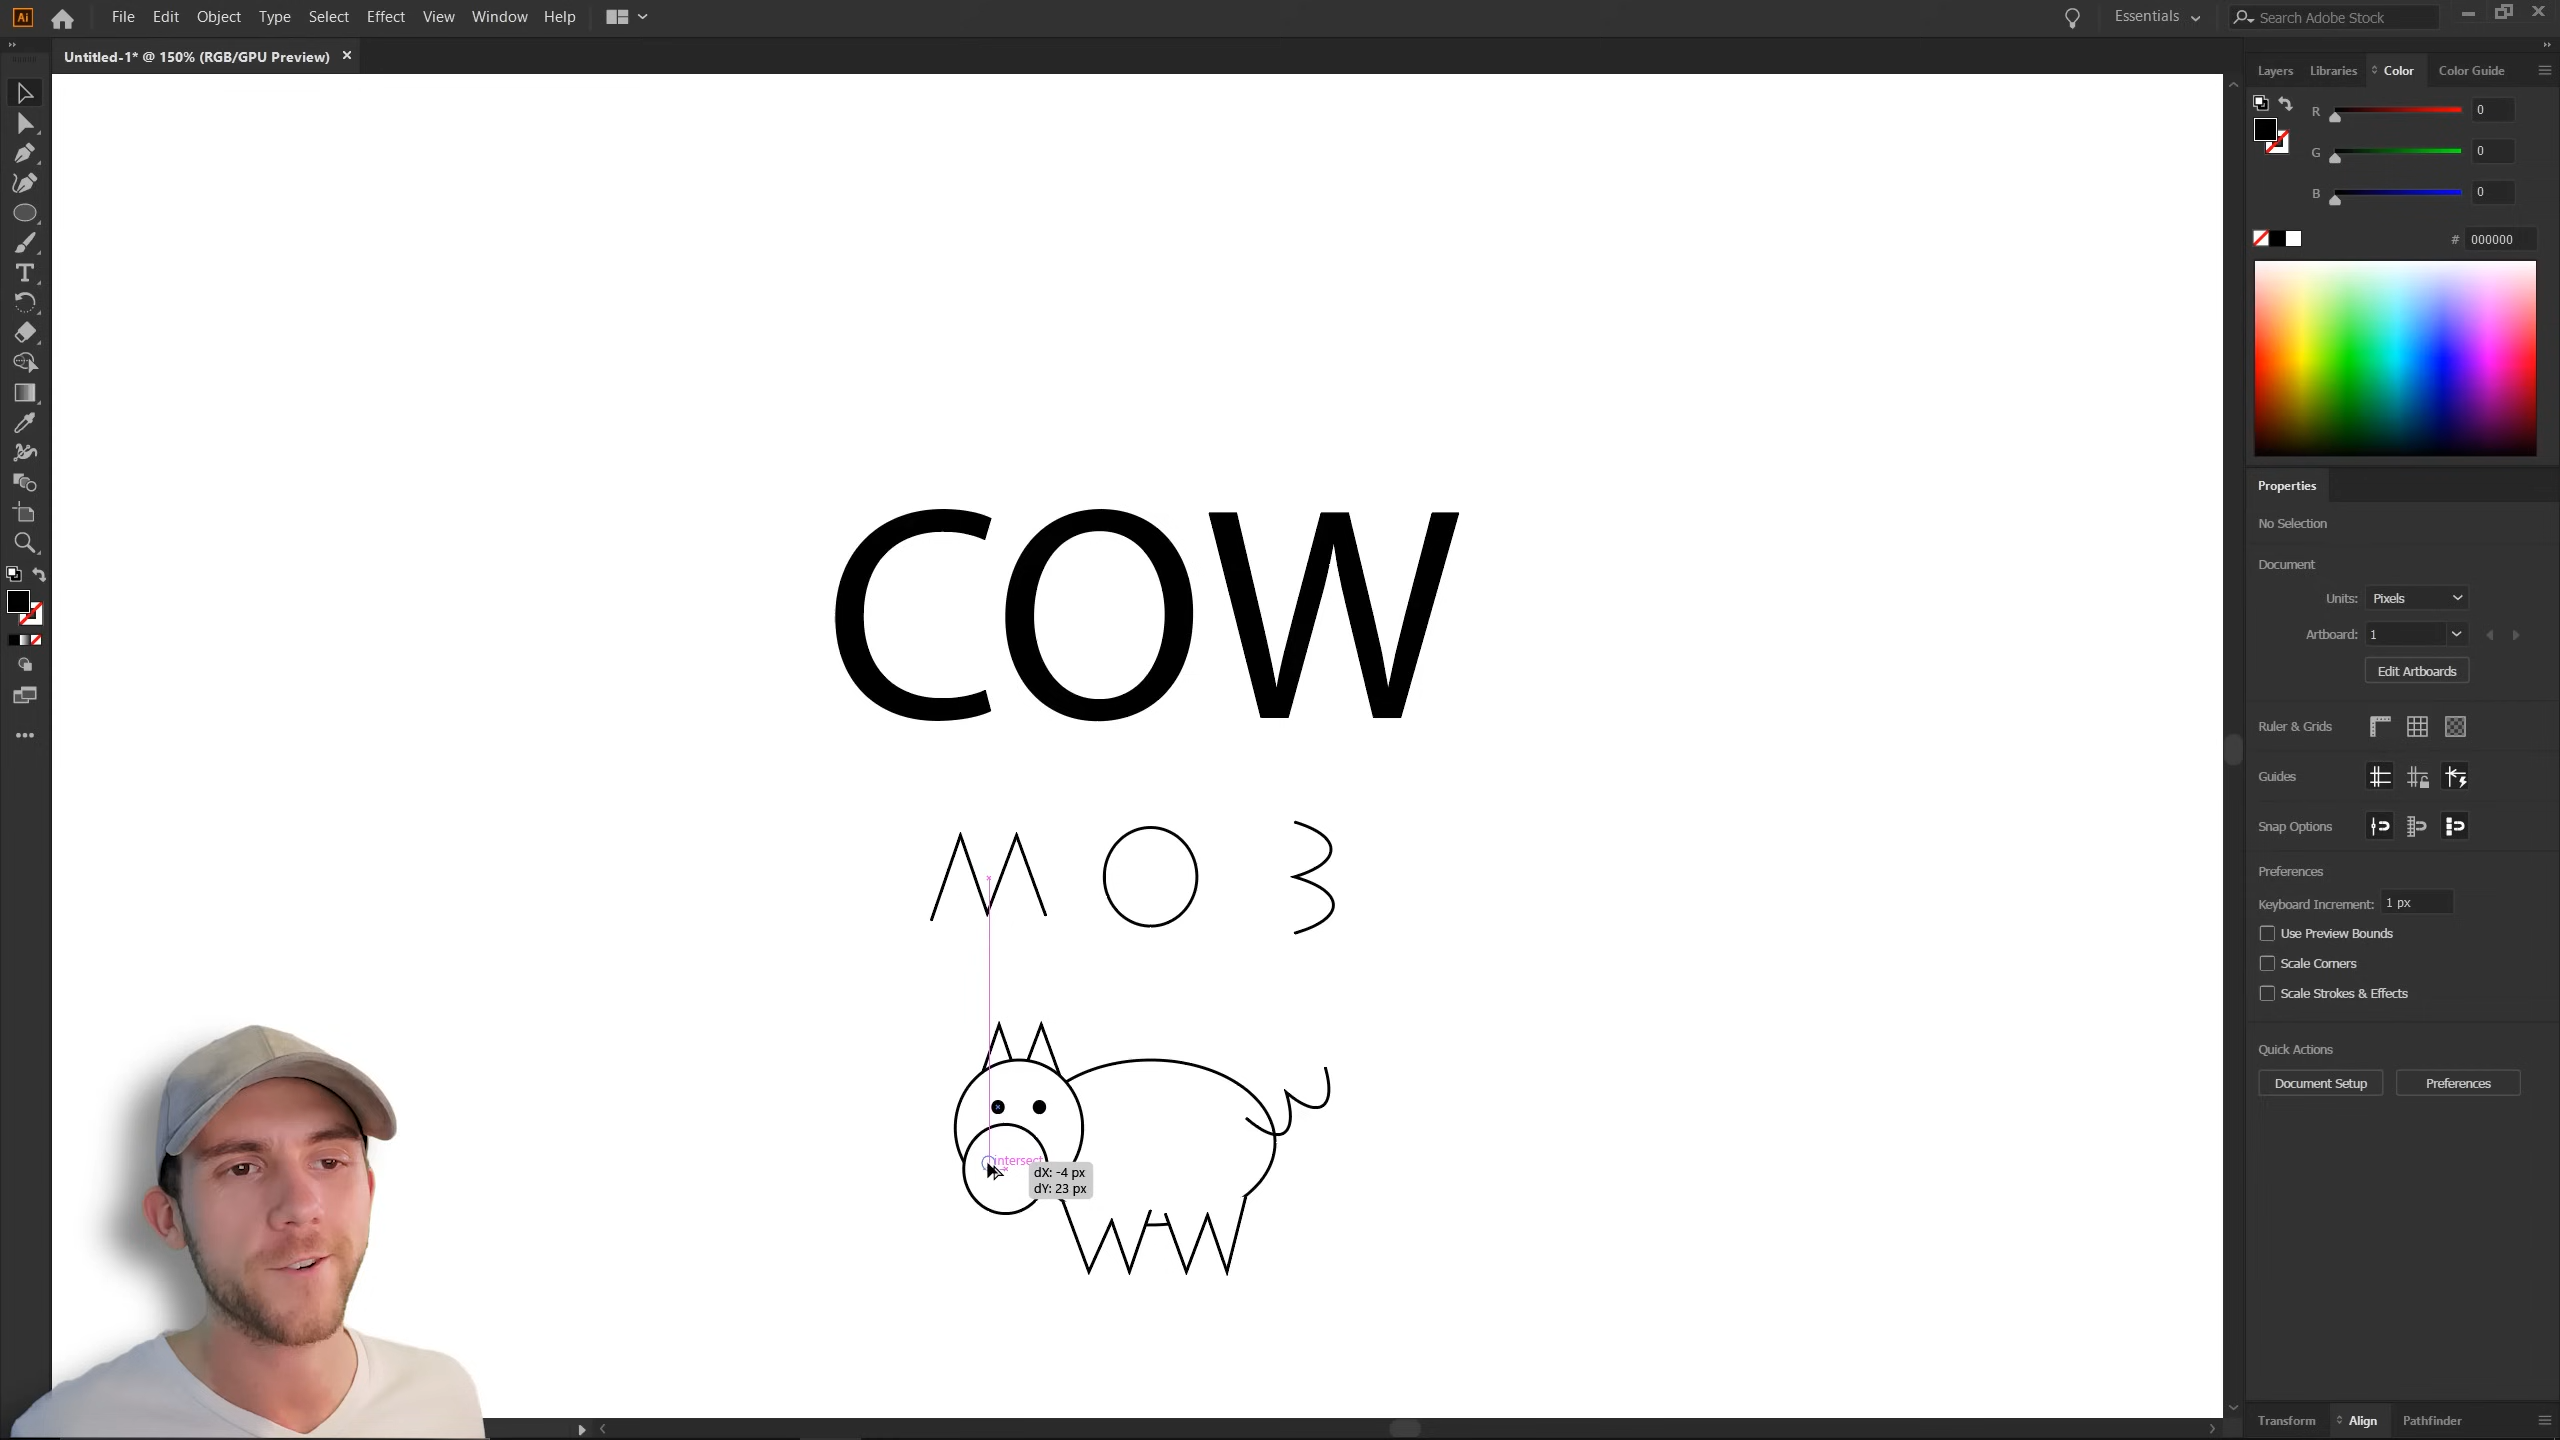 Ai File Edit Object Type Select Effect View Window Help Essentials Search Adobe Stock
Untitled-1* @ 150% (RGB/GPU Preview) ×
Layers Libraries Color Color Guide
R 0
G 0
B 0
# 000000
Properties
No Selection
Document
Units: Pixels
Artboard: 1
Edit Artboards
Ruler & Grids
Guides
Snap Options
Preferences
Keyboard Increment: 1 px
Use Preview Bounds
Scale Corners
Scale Strokes & Effects
Quick Actions
Document Setup Preferences
Transform Align Pathfinder
COW
M O 3
intersect
dX: -4 px
dY: 23 px